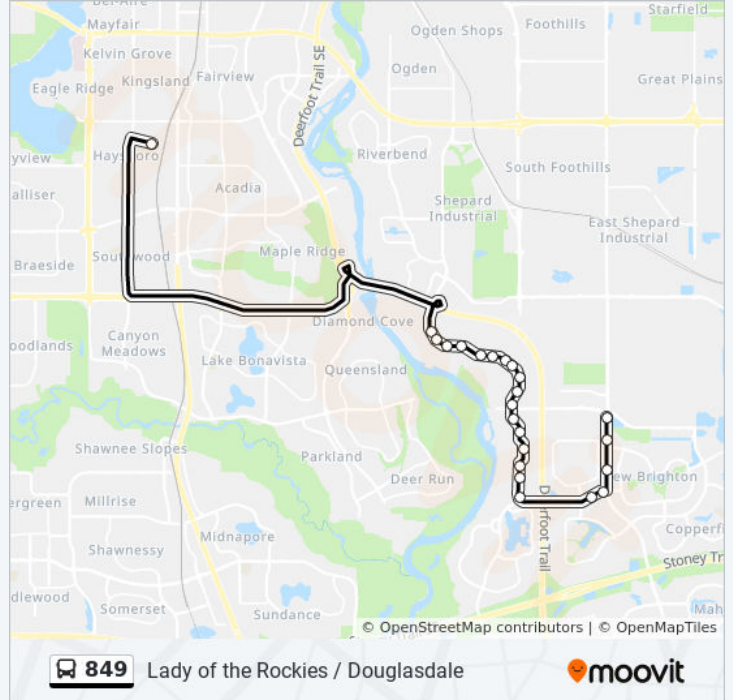 Bel-Aire
Starfield
Mayfair
Ogden Shops
Foothills
Kelvin Grove
Deerfoot Trail SE
Ogden
Kingsland
Fairview
Great Plains
Eagle Ridge
yview
Haysboro
Riverbend
South Foothills
alliser
Acadia
Shepard
Industrial
East Shepard
Industrial
Braeside
Southwood
Maple Ridge
Diamond Cove
oodlands
Canyon
Meadows
Lake Bonavista
Queensland
Shawnee Slopes
Parkland
Deer Run
ew Brighton
ergreen
Millrise
Deerfoot Trail
Midnapore
Copperfi
Shawnessy
Stoney Tr
dlewood
Somerset
Sundance
Mah
© OpenStreetMap contributors | © OpenMapTiles
849 Lady of the Rockies / Douglasdale
moovit